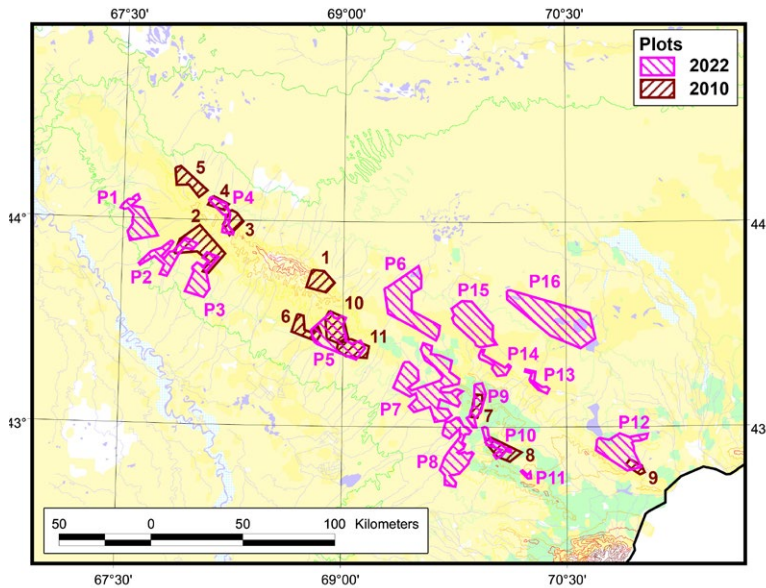 67°30' 69°00' 70°30'
Plots
2022
2010
5
P1 4 P4
44° 2 3 44
P2 1 P6
P3 10 P15 P16
6
P5 11
P14
P13
P7 P9
43° 7 P12 43
P10
P8 8
P11 9
50 0 50 100 Kilometers
67°30' 69°00' 70°30'